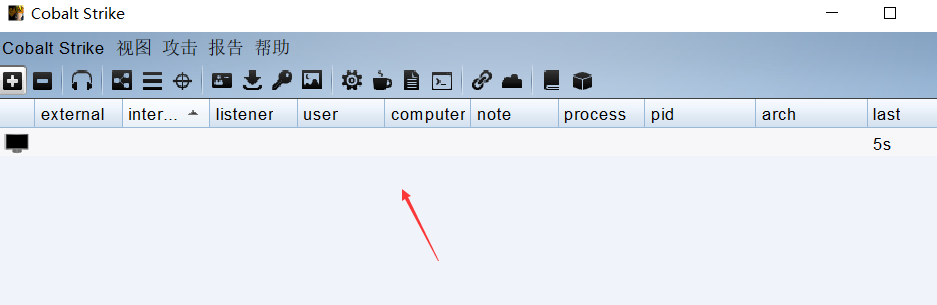 Cobalt Strike
Cobalt Strike 视图 攻击 报告 帮助
external inter... listener user computer note process pid arch last
5s